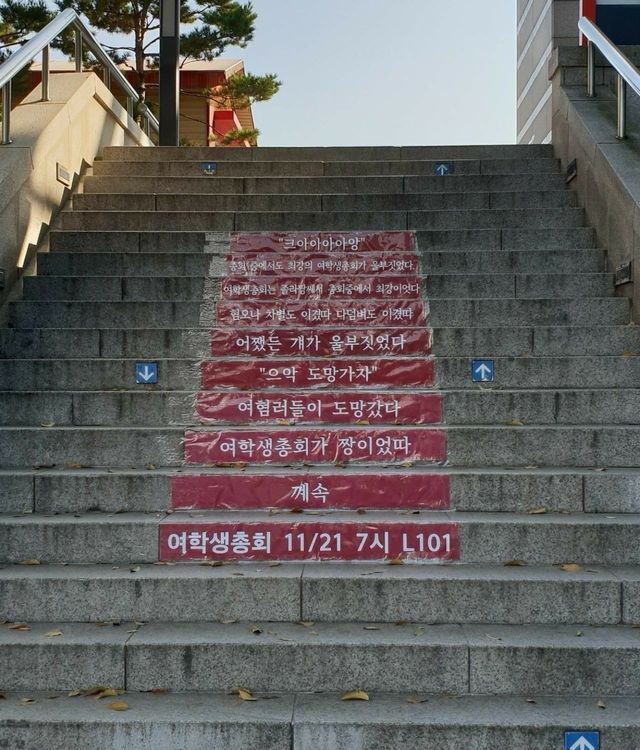 "크아아아아앙"
총회 중에서도 최강의 여학생총회가 울부짖었다
여학생총회는 졸라짱쎄서 총회중에서 최강이엇다
혐오나 차별도 이겼따 다덤벼도 이겼따
어쨌든 걔가 울부짖었다
"으악 도망가자"
여혐러들이 도망갔다
여학생총회가 짱이었따
꼐속
여학생총회 11/21 7시 L101